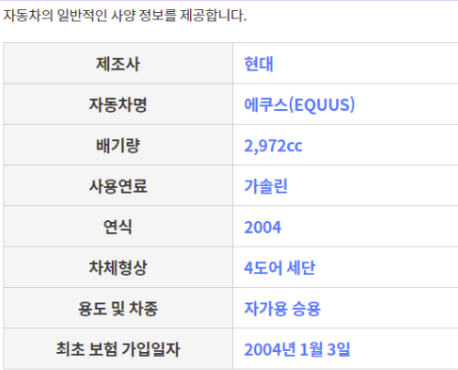 자동차의 일반적인 사양 정보를 제공합니다.
제조사 현대
자동차명 에쿠스(EQUUS)
배기량 2,972cc
사용연료 가솔린
연식 2004
차체형상 4도어 세단
용도 및 차종 자가용 승용
최초 보험 가입일자 2004년 1월 3일